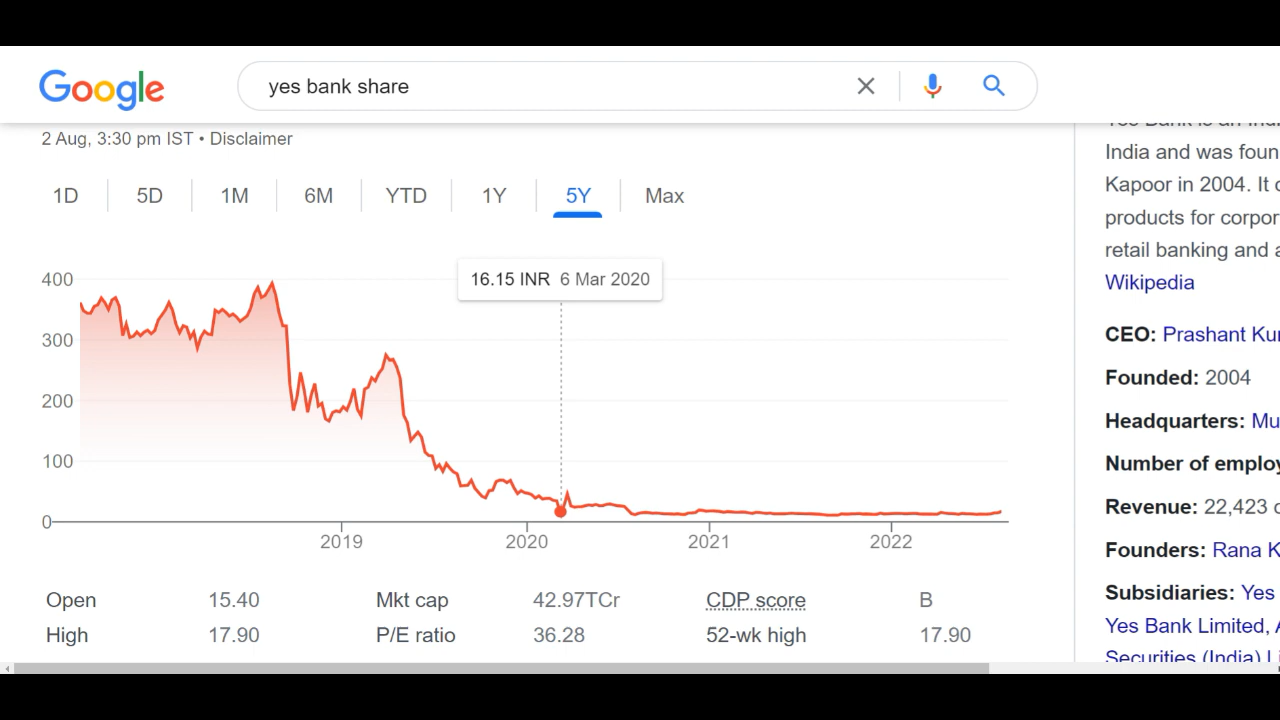 Google
yes bank share
2 Aug, 3:30 pm IST • Disclaimer
1D 5D 1M 6M YTD 1Y 5Y Max
16.15 INR 6 Mar 2020
400
300
200
100
0
2019 2020 2021 2022
Open 15.40 Mkt cap 42.97TCr CDP score B
High 17.90 P/E ratio 36.28 52-wk high 17.90
India and was foun
Kapoor in 2004. It
products for corpor
retail banking and a
Wikipedia
CEO: Prashant Kur
Founded: 2004
Headquarters: Mu
Number of employ
Revenue: 22,423 c
Founders: Rana K
Subsidiaries: Yes
Yes Bank Limited,
Securities (India) Li